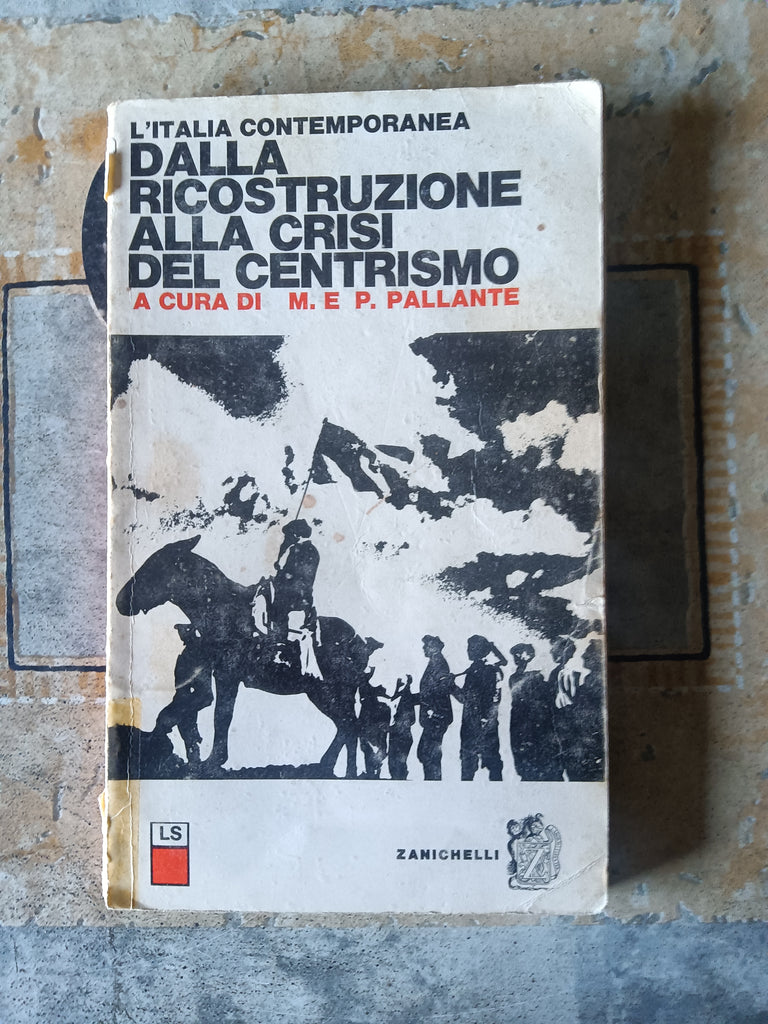 L'ITALIA CONTEMPORANEA
DALLA
RICOSTRUZIONE
ALLA CRISI
DEL CENTRISMO
A CURA DI M. E P. PALLANTE
LS
ZANICHELLI
Z